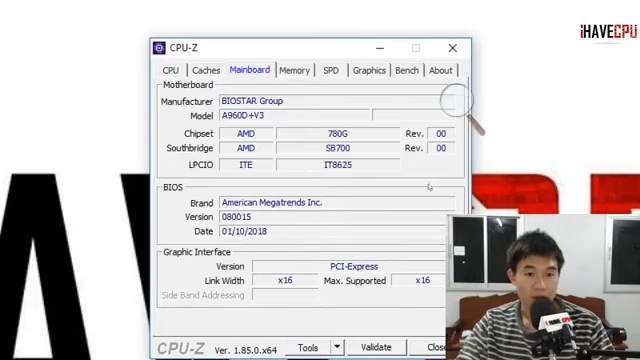 iHAVECPU
CPU-Z
CPU Caches Mainboard Memory SPD Graphics Bench About
Motherboard
Manufacturer BIOSTAR Group
Model A960D+V3
Chipset AMD 780G Rev. 00
Southbridge AMD SB700 Rev. 00
LPCIO ITE IT8625
BIOS
Brand American Megatrends Inc.
Version 080015
Date 01/10/2018
Graphic Interface
Version PCI-Express
Link Width x16 Max. Supported x16
Side Band Addressing
CPU-Z Ver. 1.85.0.x64 Tools Validate Close